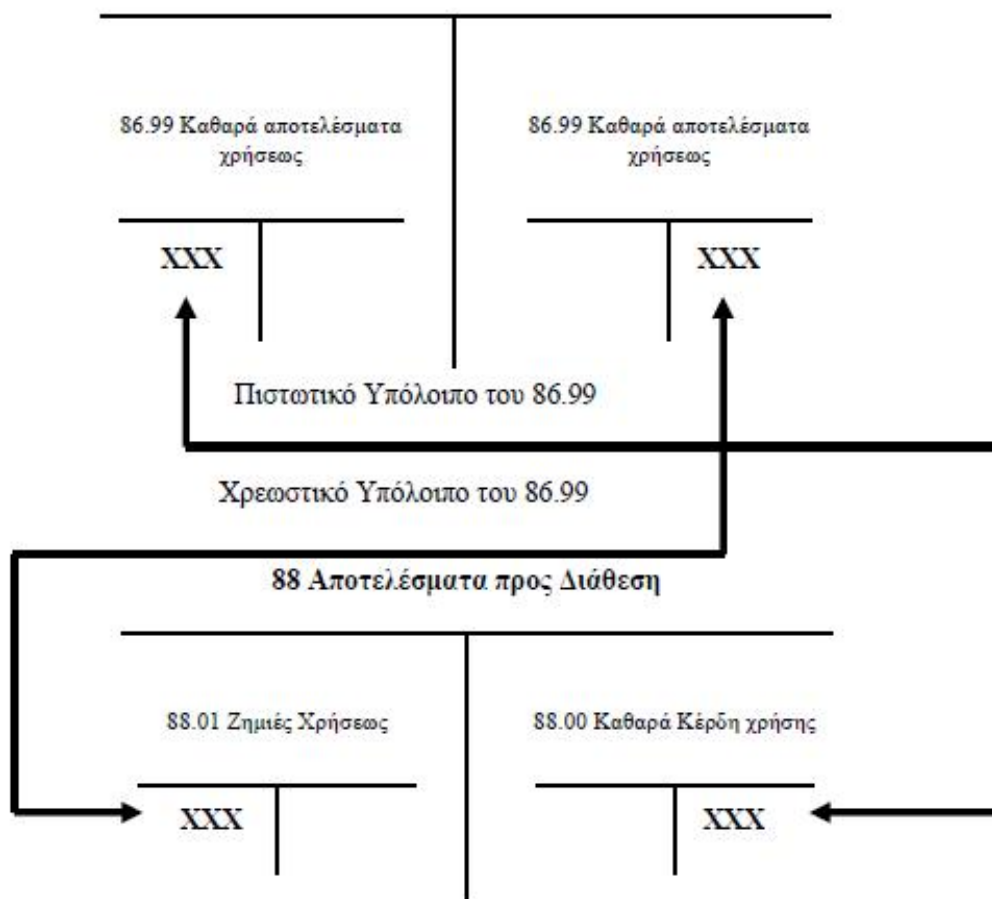 86.99 Καθαρά αποτελέσματα
χρήσεως
86.99 Καθαρά αποτελέσματα
χρήσεως
XXX
XXX
Πιστωτικό Υπόλοιπο του 86.99
Χρεωστικό Υπόλοιπο του 86.99
88 Αποτελέσματα προς Διάθεση
88.01 Ζημιές Χρήσεως
88.00 Καθαρά Κέρδη χρήσης
XXX
XXX